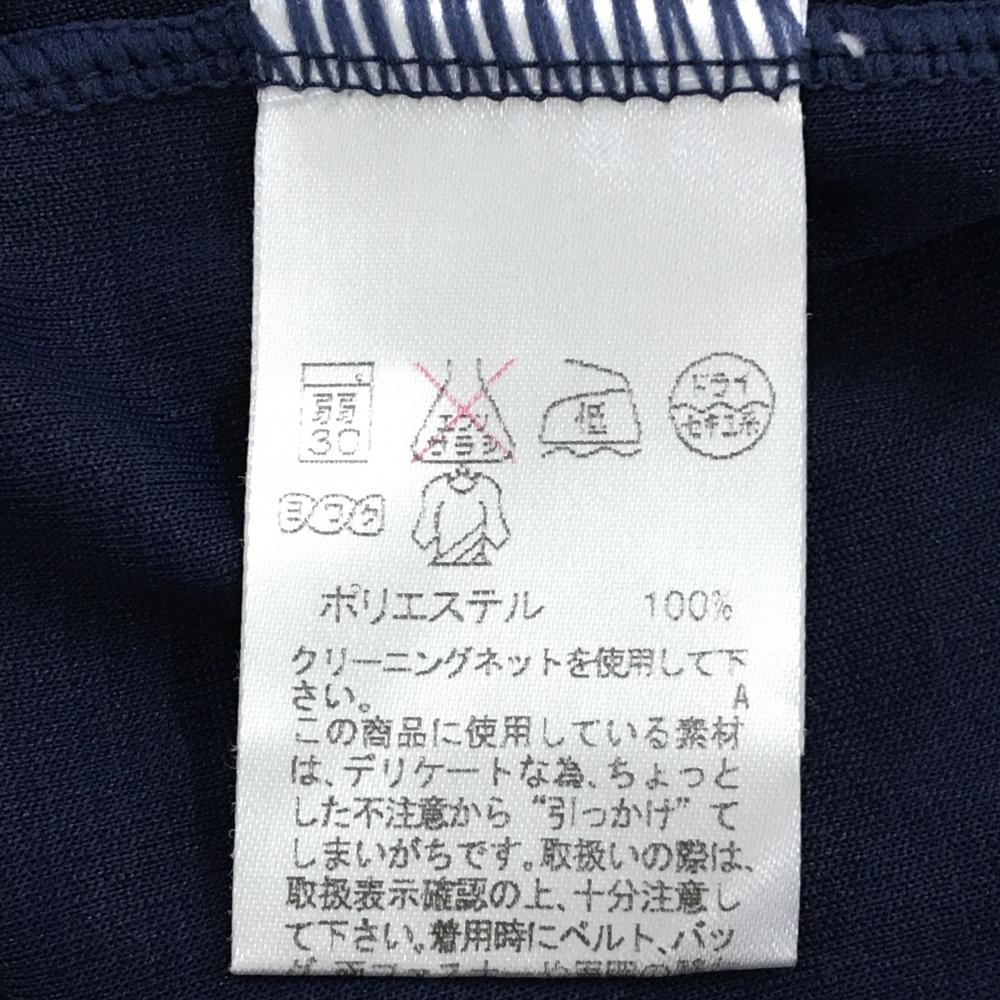 弱
30
エンソ
サラシ
低
ドライ
セキユ系
ヨワク
ポリエステル 100%
クリーニングネットを使用して下
さい。 A
この商品に使用している素材
は、デリケートな為、ちょっと
した不注意から“引っかけ”て
しまいがちです。取扱いの際は、
取扱表示確認の上、十分注意し
て下さい。着用時にベルト、バッ